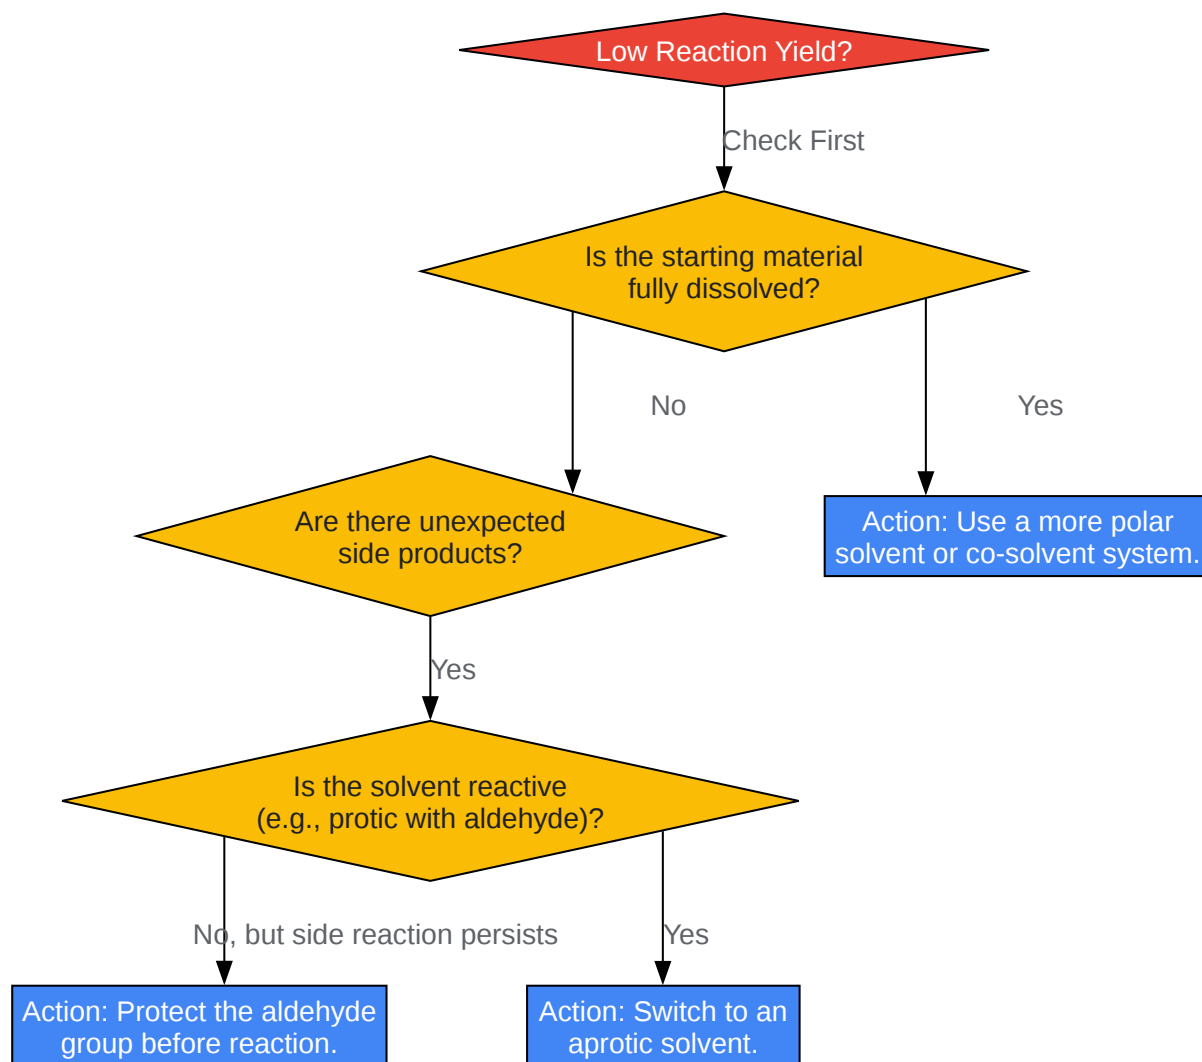 Low Reaction Yield?
Check First
Is the starting material
fully dissolved?
No
Yes
Are there unexpected
side products?
Action: Use a more polar
solvent or co-solvent system.
Yes
Is the solvent reactive
(e.g., protic with aldehyde)?
No, but side reaction persists
Yes
Action: Protect the aldehyde
group before reaction.
Action: Switch to an
aprotic solvent.